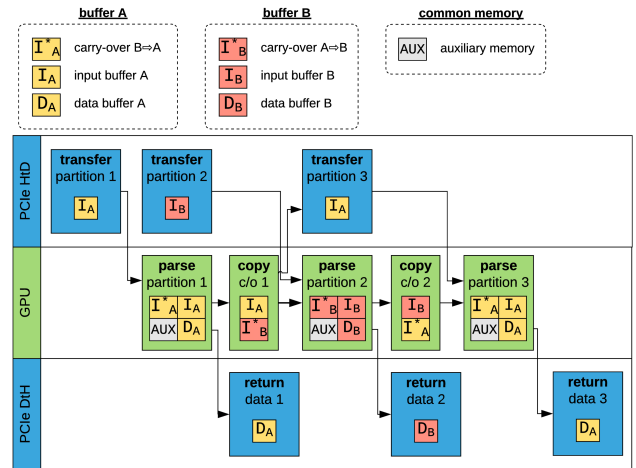 buffer A
I*A carry-over B⇨A
IA input buffer A
DA data buffer A
buffer B
I*B carry-over A⇨B
IB input buffer B
DB data buffer B
common memory
AUX auxiliary memory
PCIe HtD
transfer
partition 1
IA
transfer
partition 2
IB
transfer
partition 3
IA
GPU
parse
partition 1
I*A IA
AUX DA
copy
c/o 1
IA
I*B
parse
partition 2
I*B IB
AUX DB
copy
c/o 2
IB
I*A
parse
partition 3
I*A IA
AUX DA
PCIe DtH
return
data 1
DA
return
data 2
DB
return
data 3
DA